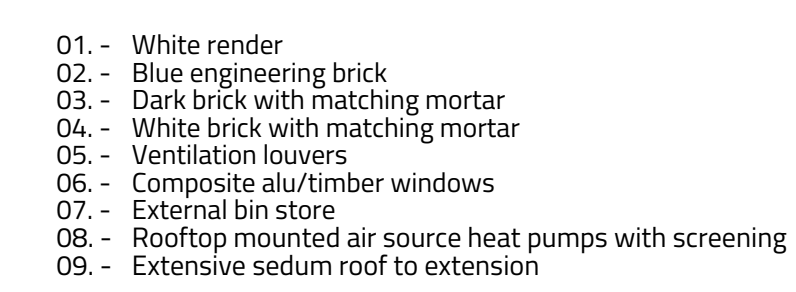 01. - White render
02. - Blue engineering brick
03. - Dark brick with matching mortar
04. - White brick with matching mortar
05. - Ventilation louvers
06. - Composite alu/timber windows
07. - External bin store
08. - Rooftop mounted air source heat pumps with screening
09. - Extensive sedum roof to extension